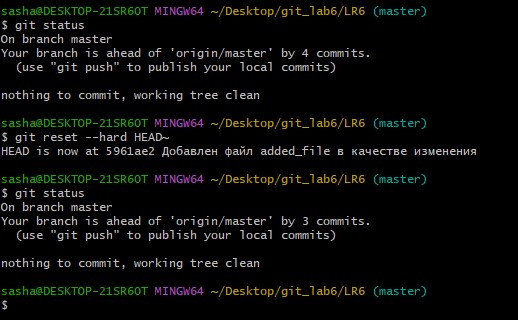 sasha@DESKTOP-21SR6OT MINGW64 ~/Desktop/git_lab6/LR6 (master)
$ git status
On branch master
Your branch is ahead of 'origin/master' by 4 commits.
  (use "git push" to publish your local commits)

nothing to commit, working tree clean

sasha@DESKTOP-21SR6OT MINGW64 ~/Desktop/git_lab6/LR6 (master)
$ git reset --hard HEAD~
HEAD is now at 5961ae2 Добавлен файл added_file в качестве изменения

sasha@DESKTOP-21SR6OT MINGW64 ~/Desktop/git_lab6/LR6 (master)
$ git status
On branch master
Your branch is ahead of 'origin/master' by 3 commits.
  (use "git push" to publish your local commits)

nothing to commit, working tree clean

sasha@DESKTOP-21SR6OT MINGW64 ~/Desktop/git_lab6/LR6 (master)
$